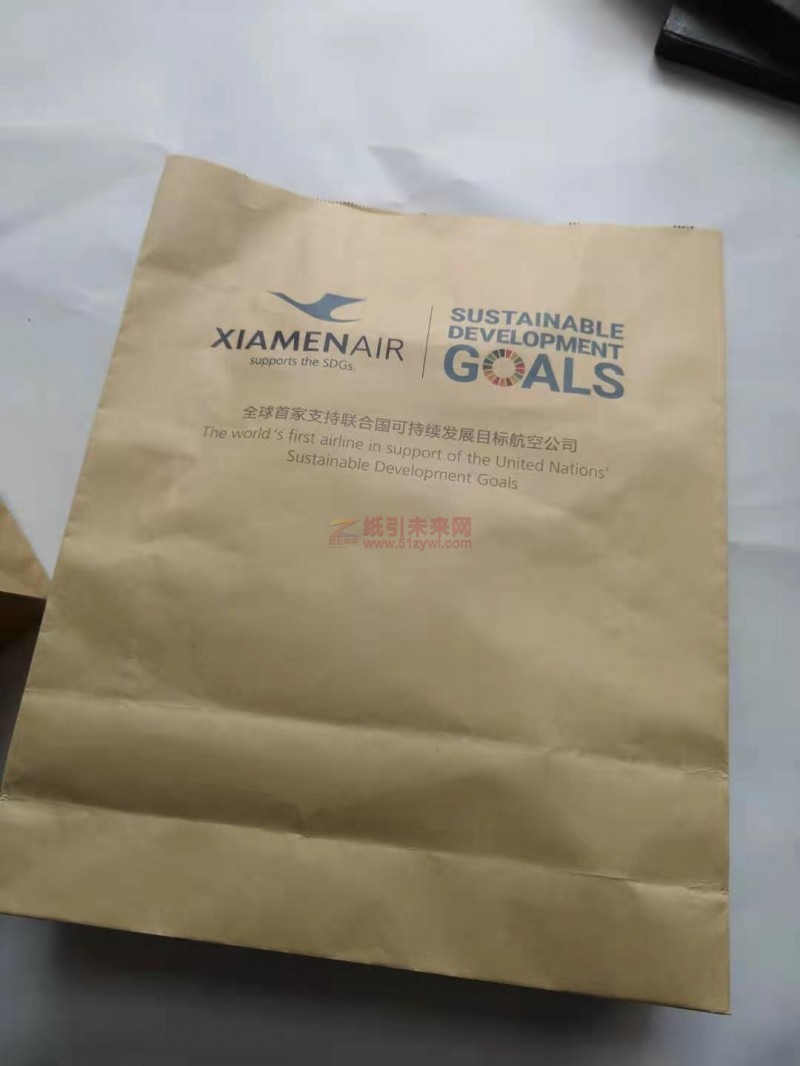 XIAMENAIR
supports the SDGs.
SUSTAINABLE
DEVELOPMENT
GOALS
全球首家支持联合国可持续发展目标航空公司
The world's first airline in support of the United Nations'
Sustainable Development Goals
纸引未来网
www.51zywl.com